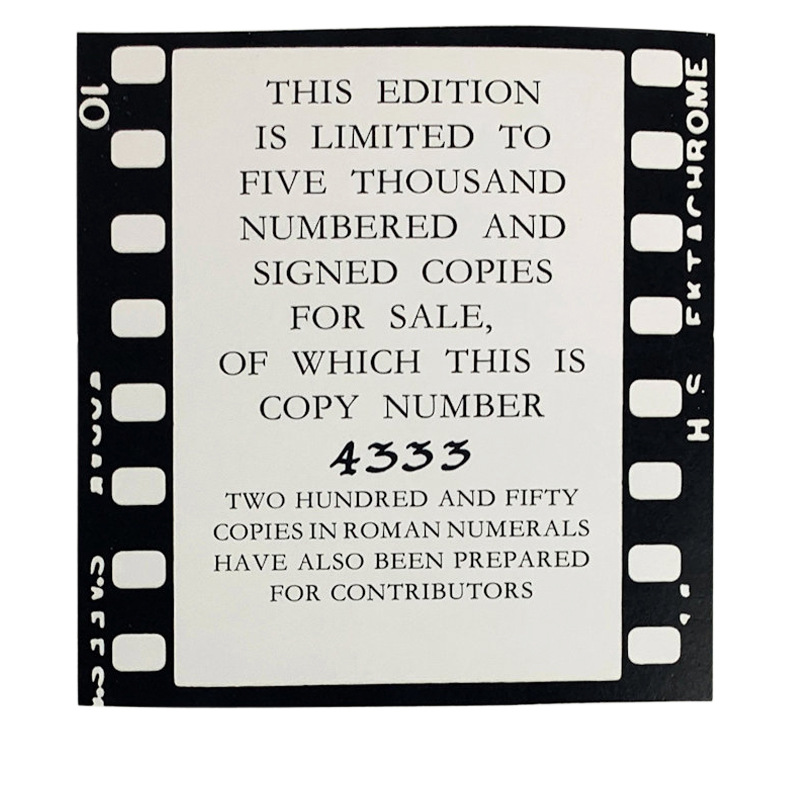 THIS EDITION
IS LIMITED TO
FIVE THOUSAND
NUMBERED AND
SIGNED COPIES
FOR SALE,
OF WHICH THIS IS
COPY NUMBER
4333
TWO HUNDRED AND FIFTY
COPIES IN ROMAN NUMERALS
HAVE ALSO BEEN PREPARED
FOR CONTRIBUTORS
10
H S EKTACHROME